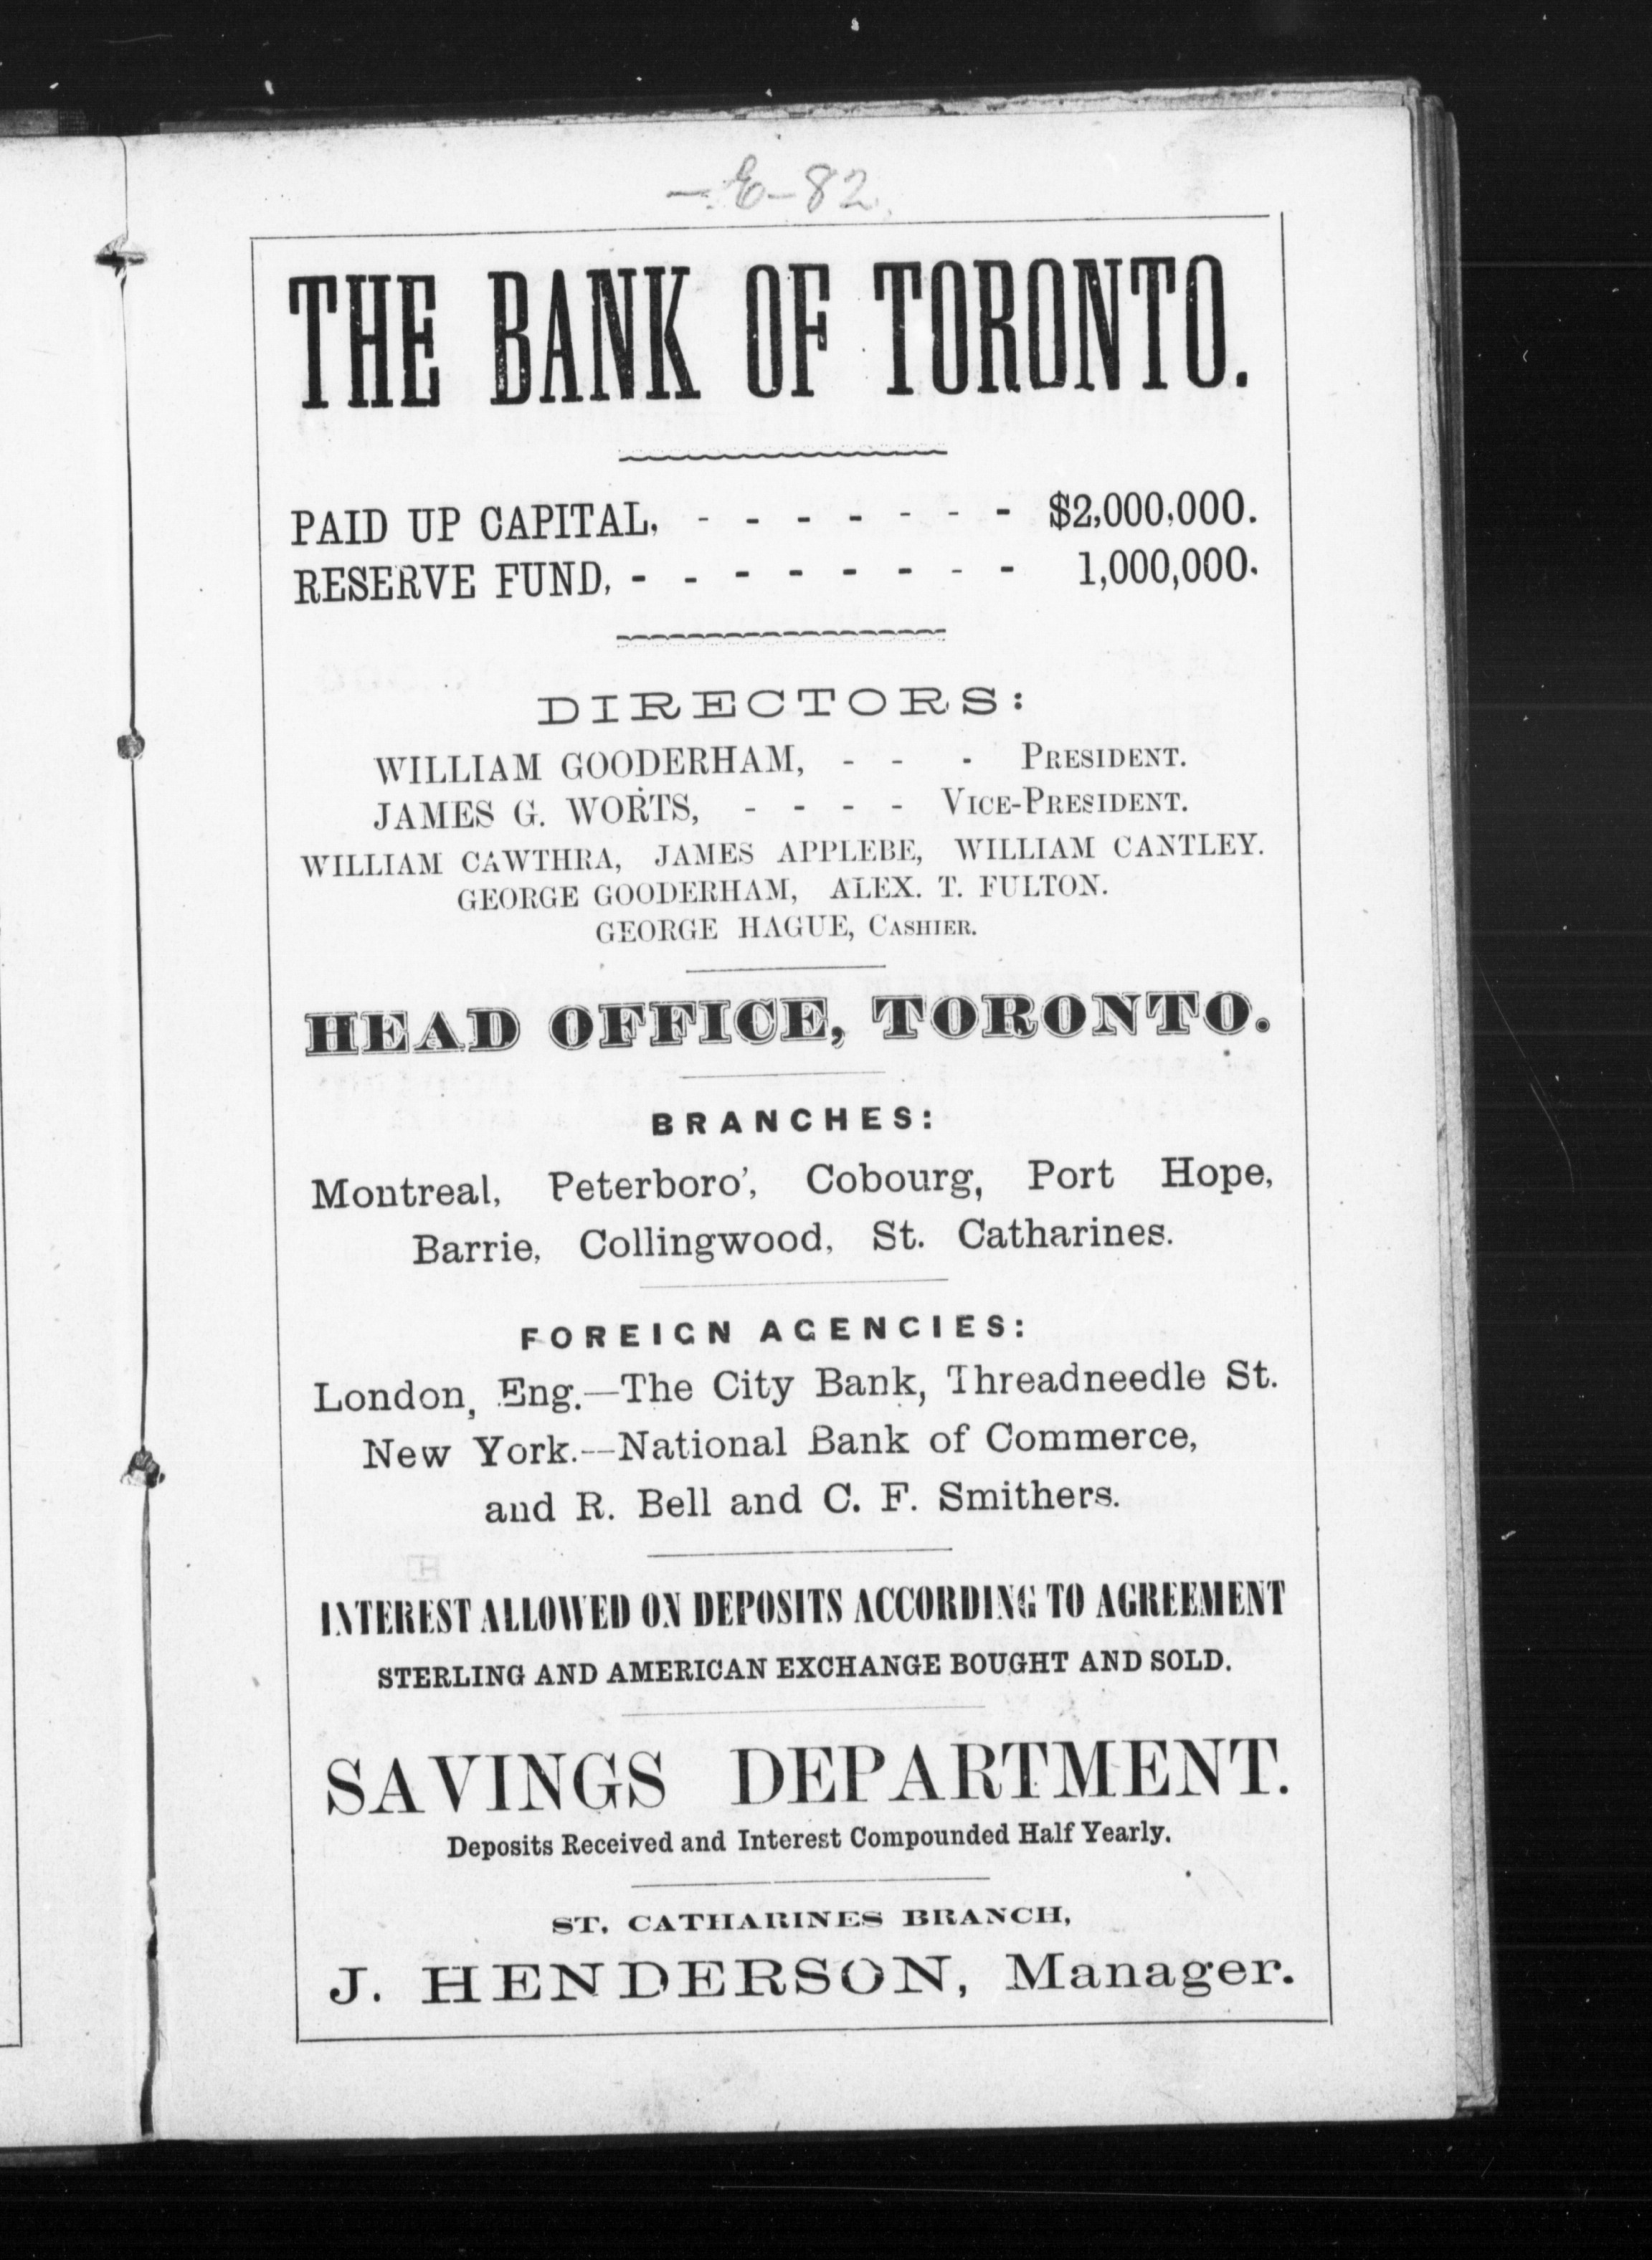 -E-82
THE BANK OF TORONTO.
PAID UP CAPITAL, - - - - - - - $2,000,000.
RESERVE FUND, - - - - - - - - 1,000,000.
DIRECTORS:
WILLIAM GOODERHAM, - - - PRESIDENT.
JAMES G. WORTS, - - - - VICE-PRESIDENT.
WILLIAM CAWTHRA, JAMES APPLEBE, WILLIAM CANTLEY.
GEORGE GOODERHAM, ALEX. T. FULTON.
GEORGE HAGUE, CASHIER.
HEAD OFFICE, TORONTO.
BRANCHES:
Montreal, Peterboro', Cobourg, Port Hope,
Barrie, Collingwood, St. Catharines.
FOREIGN AGENCIES:
London, Eng.—The City Bank, Threadneedle St.
New York.—National Bank of Commerce,
and R. Bell and C. F. Smithers.
INTEREST ALLOWED ON DEPOSITS ACCORDING TO AGREEMENT
STERLING AND AMERICAN EXCHANGE BOUGHT AND SOLD.
SAVINGS DEPARTMENT.
Deposits Received and Interest Compounded Half Yearly.
ST. CATHARINES BRANCH,
J. HENDERSON, Manager.